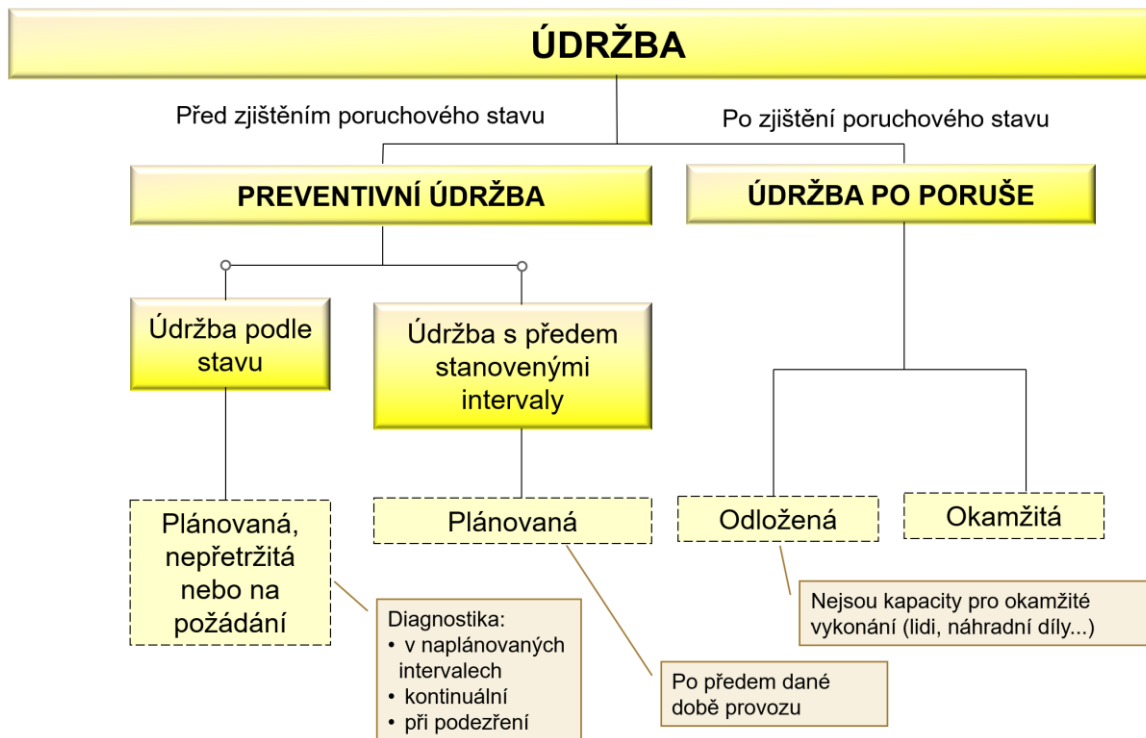 ÚDRŽBA
Před zjištěním poruchového stavu
Po zjištění poruchového stavu
PREVENTIVNÍ ÚDRŽBA
ÚDRŽBA PO PORUŠE
Údržba podle
stavu
Údržba s předem
stanovenými
intervaly
Plánovaná,
nepřetržitá
nebo na
požádání
Plánovaná
Odložená
Okamžitá
Diagnostika:
• v naplánovaných
intervalech
• kontinuální
• při podezření
Po předem dané
době provozu
Nejsou kapacity pro okamžité
vykonání (lidi, náhradní díly...)